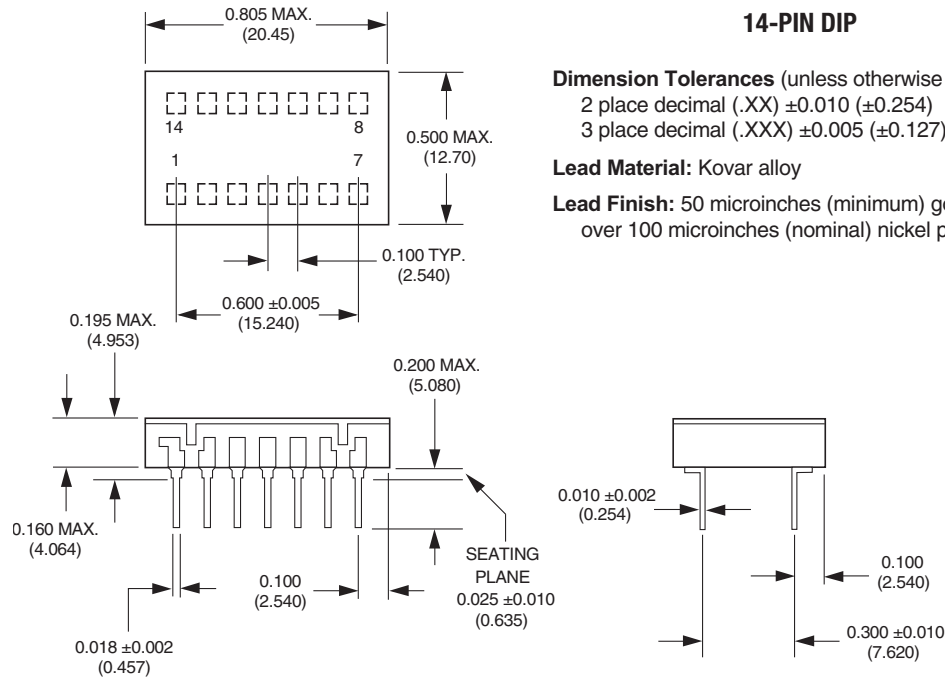 14-PIN DIP
Dimension Tolerances (unless otherwise
2 place decimal (.XX) ±0.010 (±0.254)
3 place decimal (.XXX) ±0.005 (±0.127)
Lead Material: Kovar alloy
Lead Finish: 50 microinches (minimum)
over 100 microinches (nominal) nickel
0.805 MAX.
(20.45)
14
8
1
7
0.500 MAX.
(12.70)
0.100 TYP.
(2.540)
0.600 ±0.005
(15.240)
0.195 MAX.
(4.953)
0.200 MAX.
(5.080)
0.160 MAX.
(4.064)
SEATING
PLANE
0.025 ±0.010
(0.635)
0.100
(2.540)
0.018 ±0.002
(0.457)
0.010 ±0.002
(0.254)
0.100
(2.540)
0.300 ±0.010
(7.620)